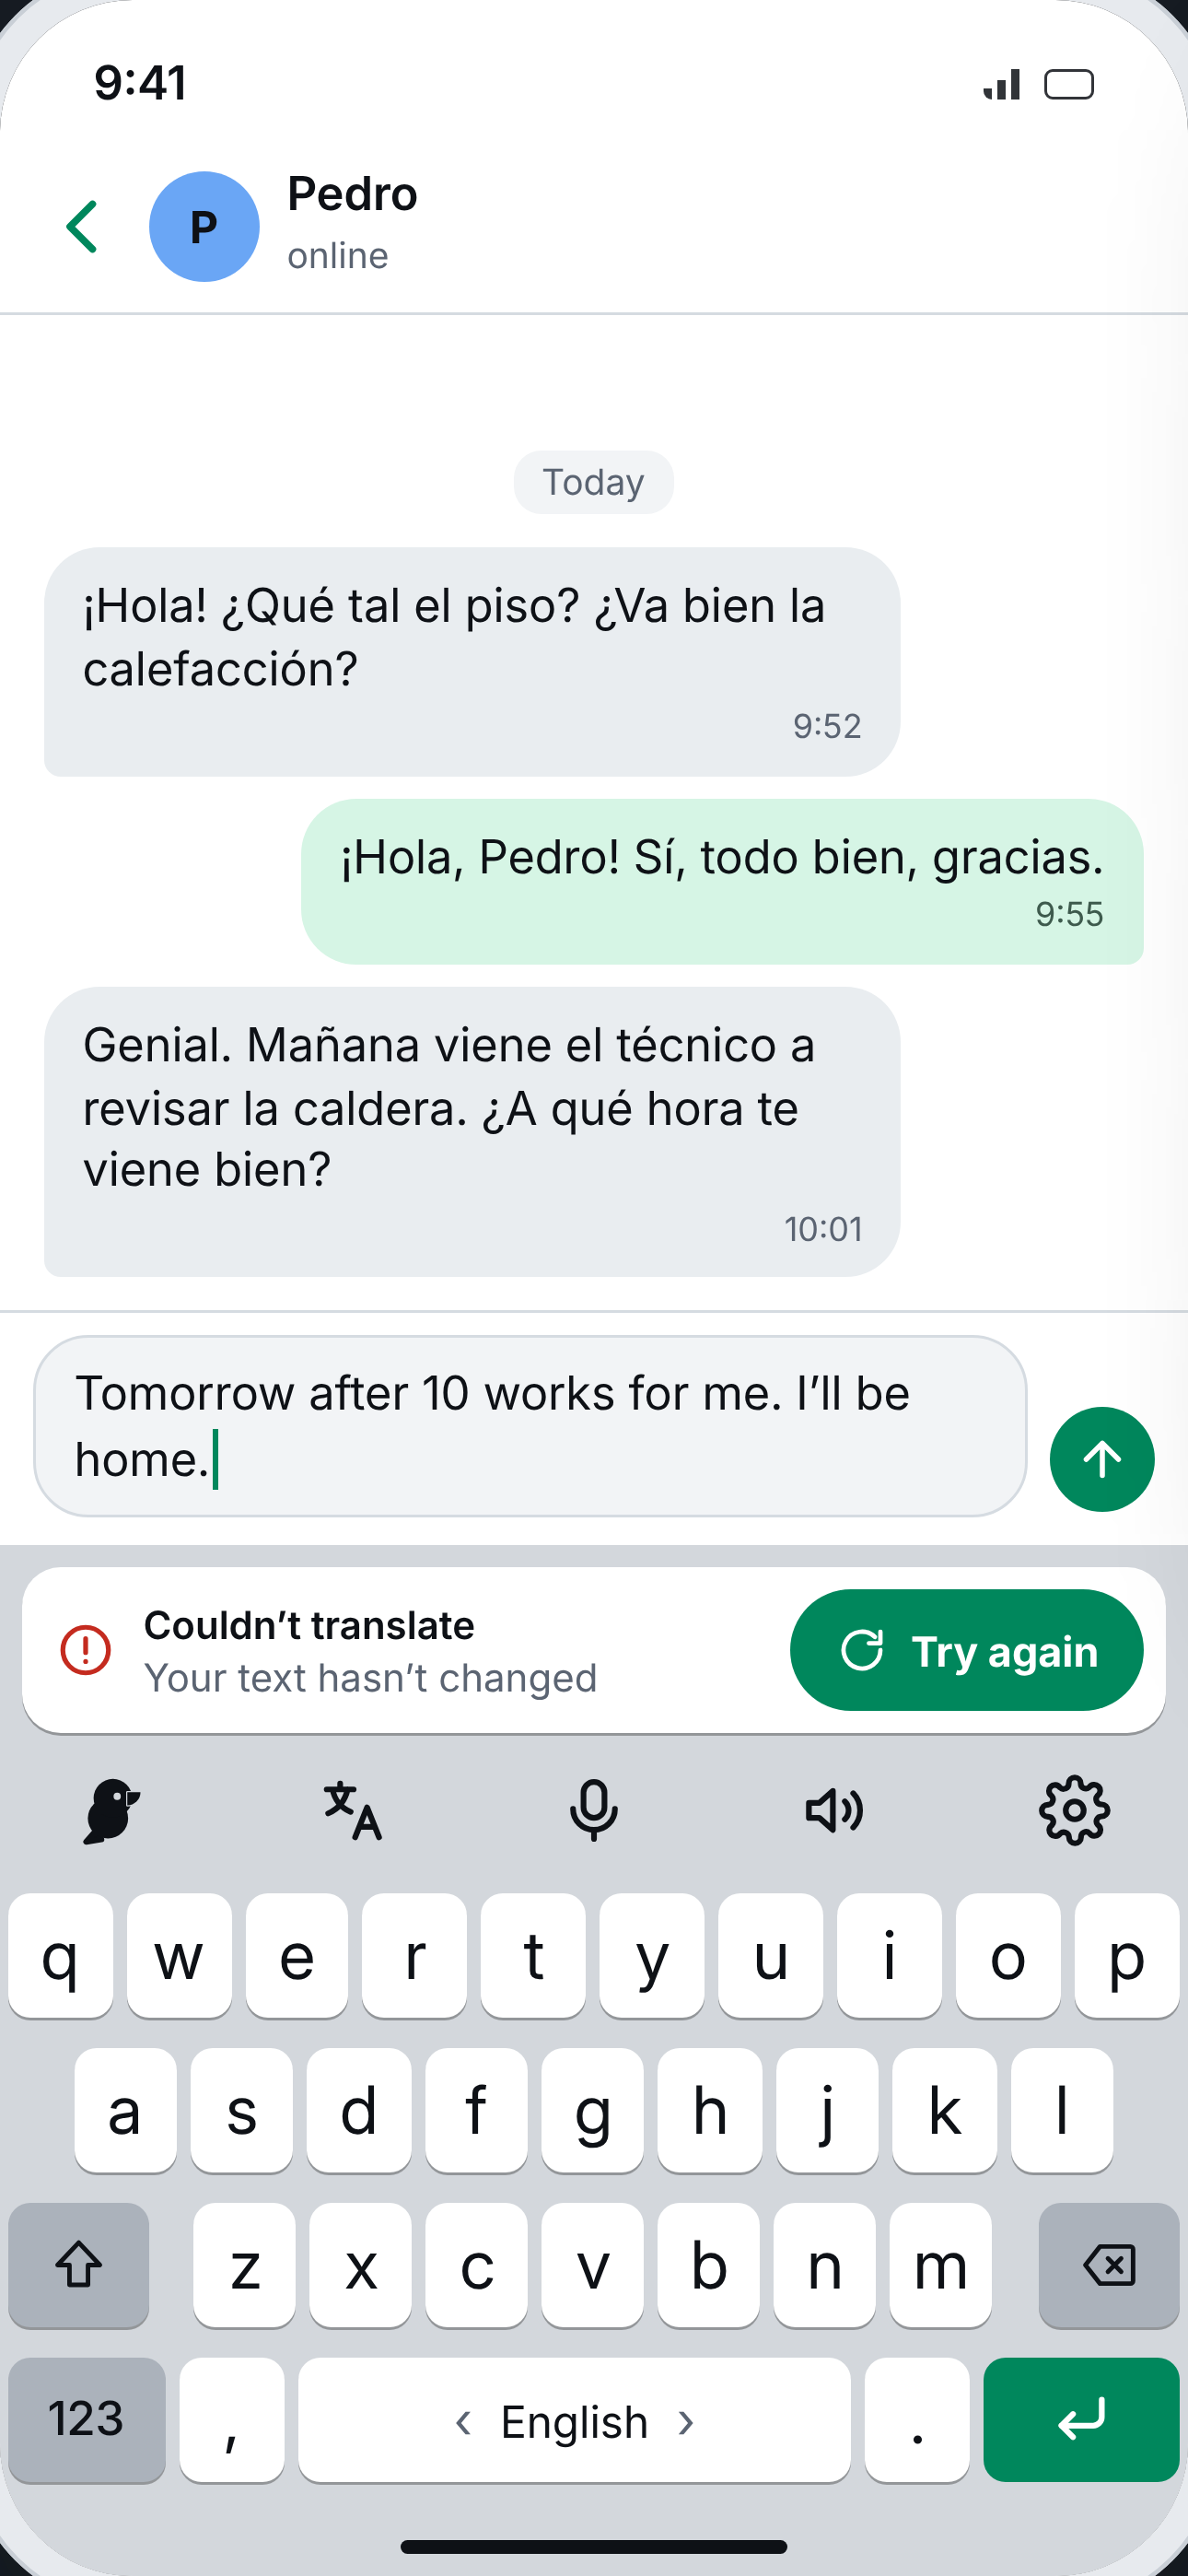 9:41
P
Pedro
online
Today
¡Hola! ¿Qué tal el piso? ¿Va bien la
calefacción?
9:52
¡Hola, Pedro! Sí, todo bien, gracias.
9:55
Genial. Mañana viene el técnico a
revisar la caldera. ¿A qué hora te
viene bien?
10:01
Tomorrow after 10 works for me. I’ll be
home.
Couldn’t translate
Your text hasn’t changed
Try again
文A
q w e r t y u i o p
a s d f g h j k l
z x c v b n m
123 , ‹ English › .